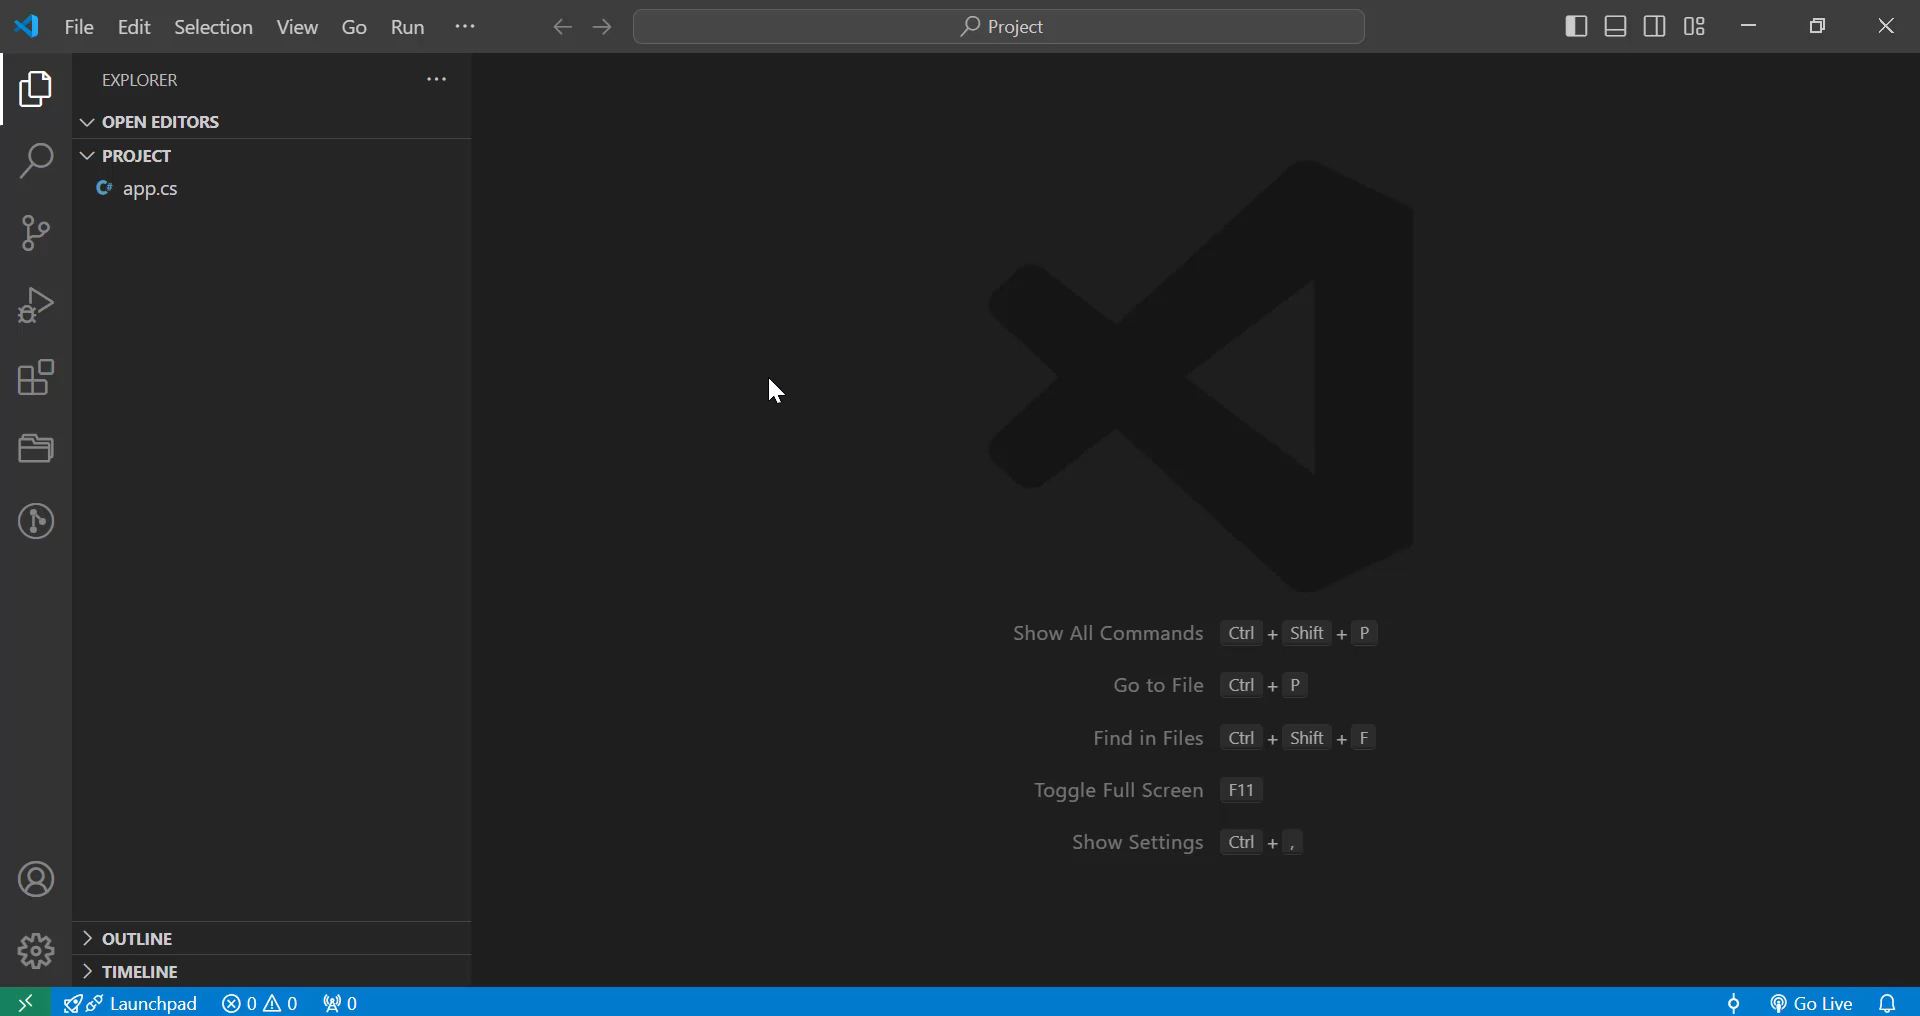 File Edit Selection View Go Run ···
Project
EXPLORER ···
OPEN EDITORS
PROJECT
C# app.cs
Show All Commands Ctrl + Shift + P
Go to File Ctrl + P
Find in Files Ctrl + Shift + F
Toggle Full Screen F11
Show Settings Ctrl + ,
OUTLINE
TIMELINE
Launchpad 0 0 0 Go Live